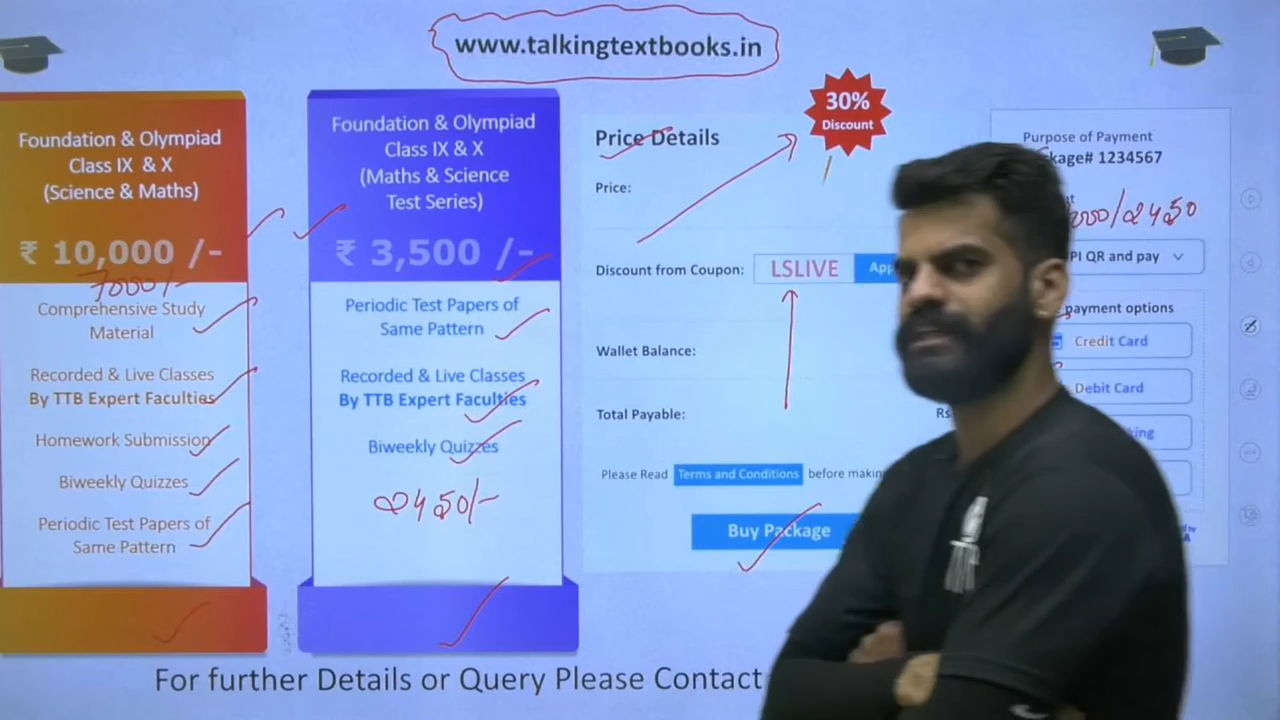 www.talkingtextbooks.in
Foundation & Olympiad
Class IX & X
(Science & Maths)
₹ 10,000 /-
7000/-
Comprehensive Study
Material
Recorded & Live Classes
By TTB Expert Faculties
Homework Submission
Biweekly Quizzes
Periodic Test Papers of
Same Pattern
Foundation & Olympiad
Class IX & X
(Maths & Science
Test Series)
₹ 3,500 /-
Periodic Test Papers of
Same Pattern
Recorded & Live Classes
By TTB Expert Faculties
Biweekly Quizzes
2450/-
30%
Discount
Price Details
Price:
Discount from Coupon: LSLIVE
Wallet Balance:
Total Payable: Rs
Please Read Terms and Conditions before
Buy Package
Purpose of Payment
1234567
/2450
QR and pay
payment options
Credit Card
Debit Card
For further Details or Query Please Contact